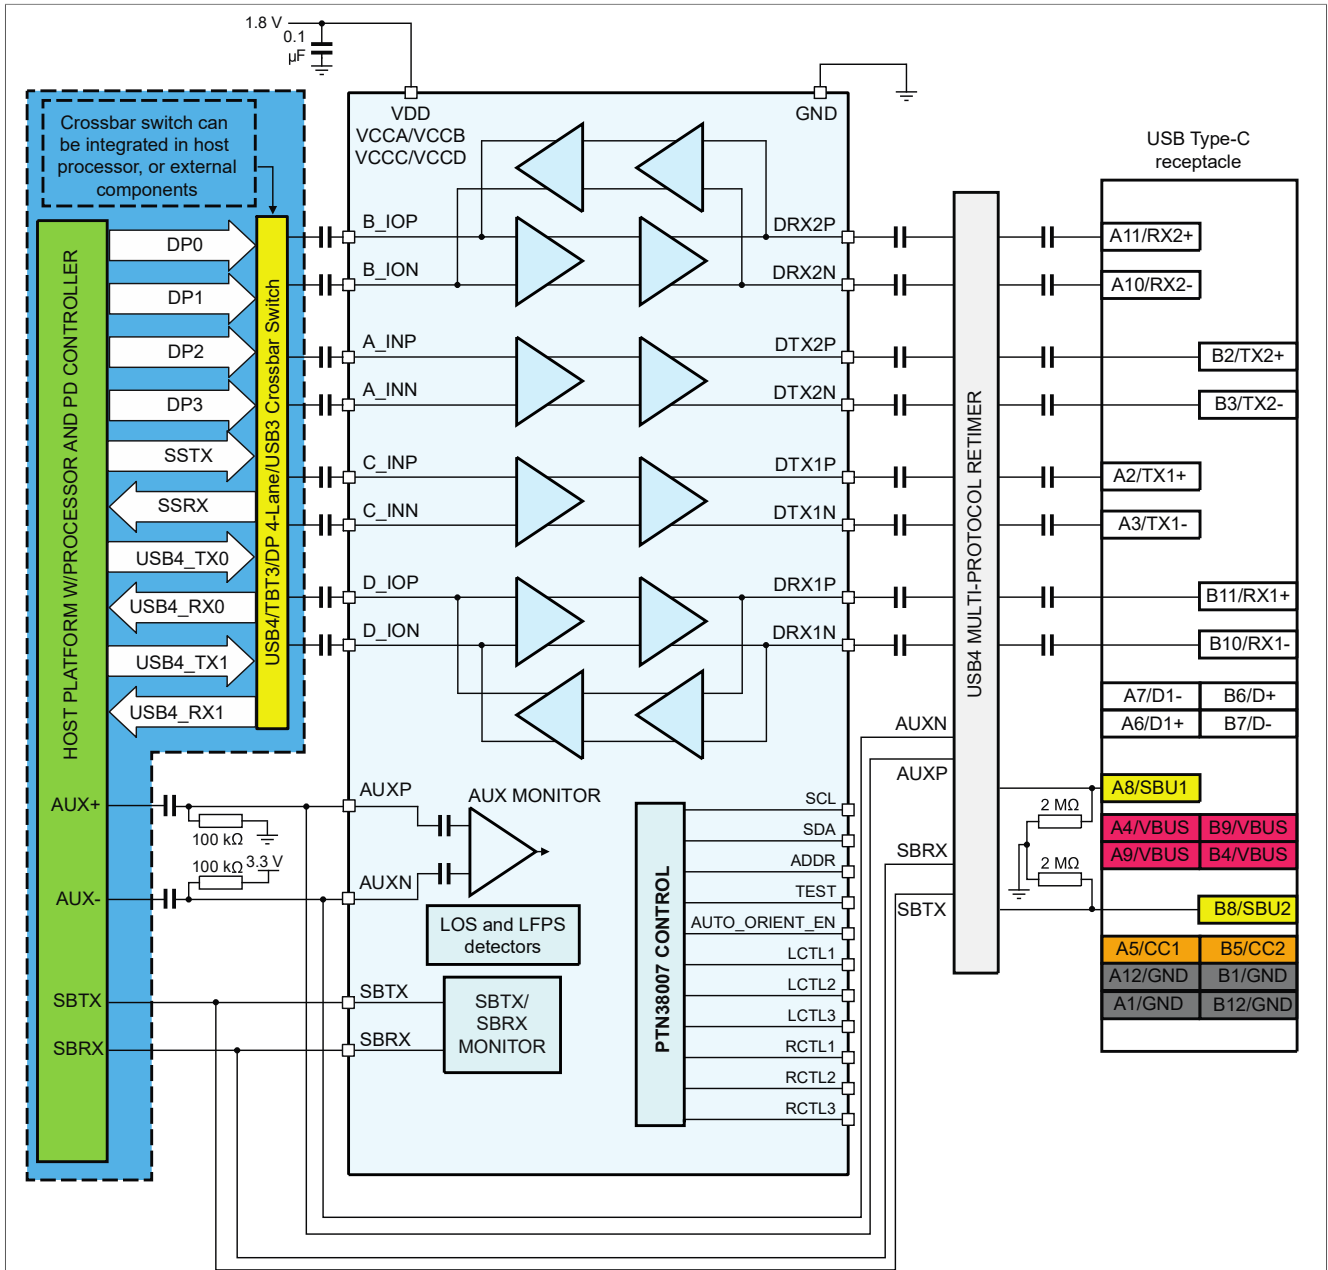 1.8 V
0.1
µF
Crossbar switch can
be integrated in host
processor, or external
components
HOST PLATFORM W/PROCESSOR AND PD CONTROLLER
DP0
DP1
DP2
DP3
SSTX
SSRX
USB4_TX0
USB4_RX0
USB4_TX1
USB4_RX1
USB4/TBT3/DP 4-Lane/USB3 Crossbar Switch
AUX+
AUX-
SBTX
SBRX
100 kΩ
100 kΩ
3.3 V
VDD
VCCA/VCCB
VCCC/VCCD
GND
B_IOP
B_ION
A_INP
A_INN
C_INP
C_INN
D_IOP
D_ION
DRX2P
DRX2N
DTX2P
DTX2N
DTX1P
DTX1N
DRX1P
DRX1N
AUXP
AUXN
AUX MONITOR
LOS and LFPS
detectors
SBTX
SBRX
SBTX/
SBRX
MONITOR
PTN38007 CONTROL
SCL
SDA
ADDR
TEST
AUTO_ORIENT_EN
LCTL1
LCTL2
LCTL3
RCTL1
RCTL2
RCTL3
AUXN
AUXP
SBRX
SBTX
USB4 MULTI-PROTOCOL RETIMER
2 MΩ
2 MΩ
USB Type-C
receptacle
A11/RX2+
A10/RX2-
B2/TX2+
B3/TX2-
A2/TX1+
A3/TX1-
B11/RX1+
B10/RX1-
A7/D1- B6/D+
A6/D1+ B7/D-
A8/SBU1
A4/VBUS B9/VBUS
A9/VBUS B4/VBUS
B8/SBU2
A5/CC1 B5/CC2
A12/GND B1/GND
A1/GND B12/GND